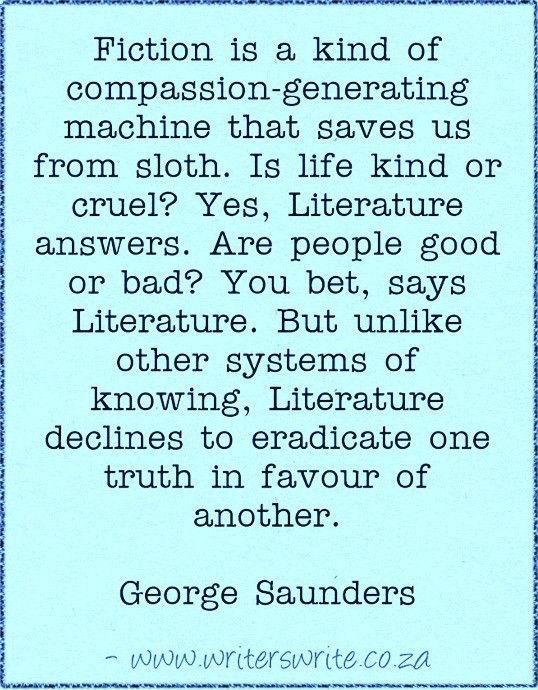 Fiction is a kind of
compassion-generating
machine that saves us
from sloth. Is life kind or
cruel? Yes, Literature
answers. Are people good
or bad? You bet, says
Literature. But unlike
other systems of
knowing, Literature
declines to eradicate one
truth in favour of
another.
George Saunders
- www.writerswrite.co.za